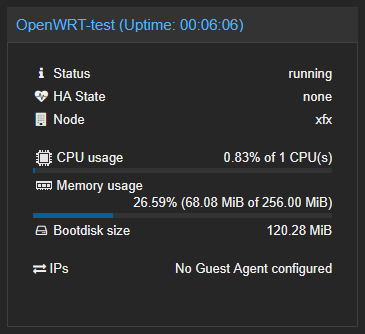 OpenWRT-test (Uptime: 00:06:06)
Status running
HA State none
Node xfx
CPU usage 0.83% of 1 CPU(s)
Memory usage
26.59% (68.08 MiB of 256.00 MiB)
Bootdisk size 120.28 MiB
IPs No Guest Agent configured